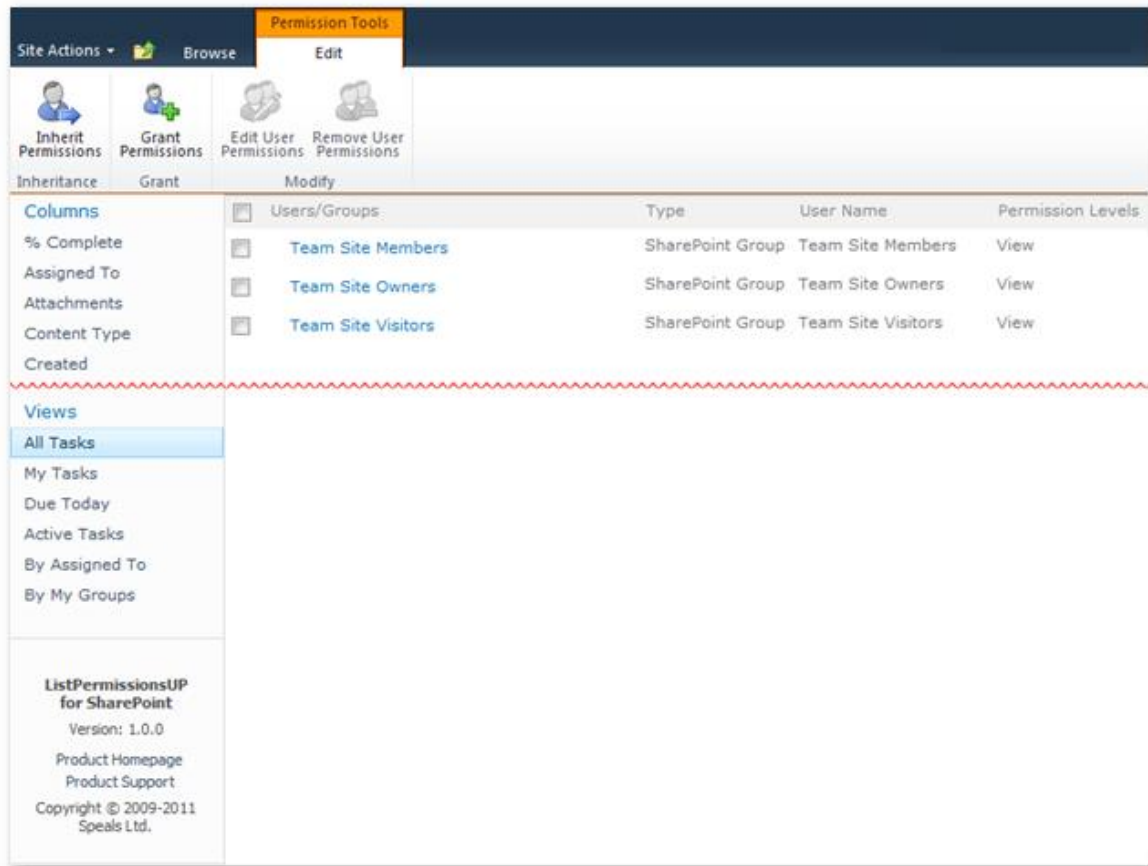 Permission Tools
Site Actions Browse Edit
Inherit Permissions
Grant Permissions
Edit User Permissions
Remove User Permissions
Inheritance Grant Modify
Columns
% Complete
Assigned To
Attachments
Content Type
Created
Users/Groups Type User Name Permission Levels
Team Site Members SharePoint Group Team Site Members View
Team Site Owners SharePoint Group Team Site Owners View
Team Site Visitors SharePoint Group Team Site Visitors View
Views
All Tasks
My Tasks
Due Today
Active Tasks
By Assigned To
By My Groups
ListPermissionsUP
for SharePoint
Version: 1.0.0
Product Homepage
Product Support
Copyright © 2009-2011
Speals Ltd.